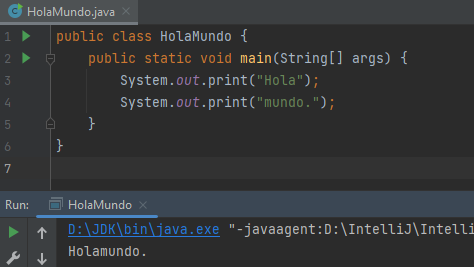 HolaMundo.java
1 public class HolaMundo {
2 public static void main(String[] args) {
3 System.out.print("Hola");
4 System.out.print("mundo.");
5 }
6 }
7
Run: HolaMundo
D:\JDK\bin\java.exe "-javaagent:D:\IntelliJ\Intelli
Holamundo.